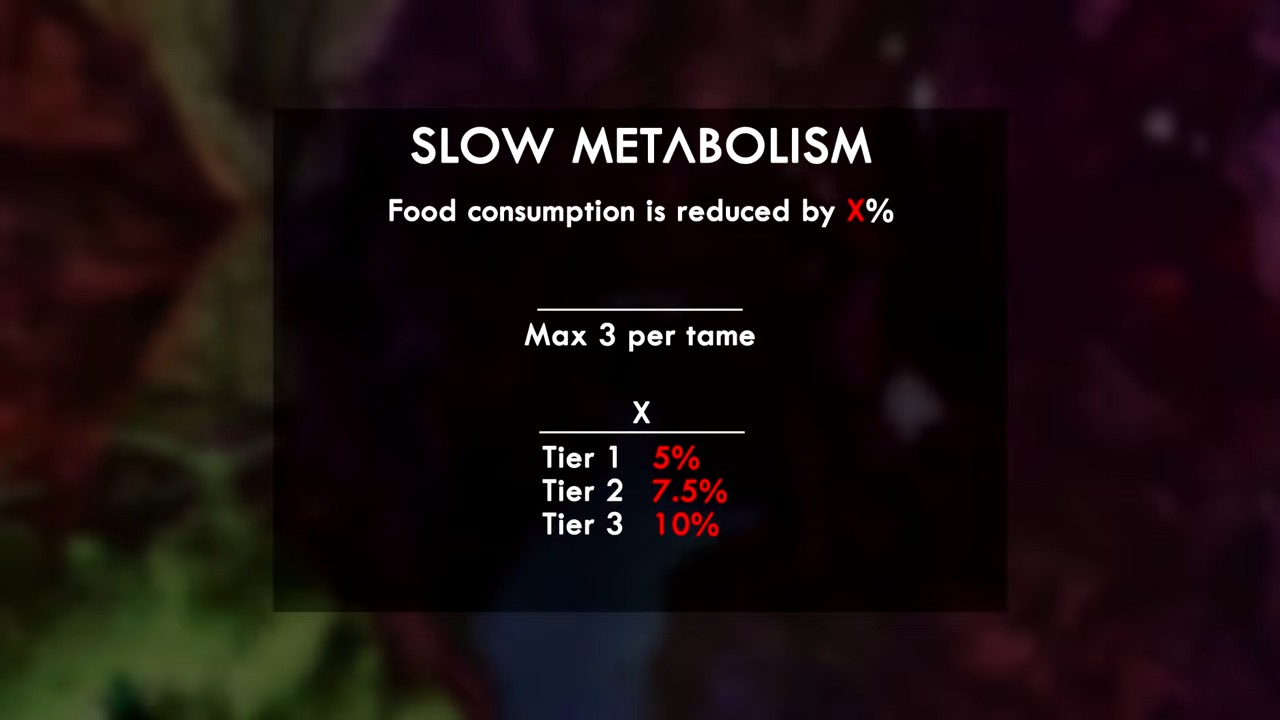 SLOW METABOLISM
Food consumption is reduced by X%
Max 3 per tame
X
Tier 1 5%
Tier 2 7.5%
Tier 3 10%